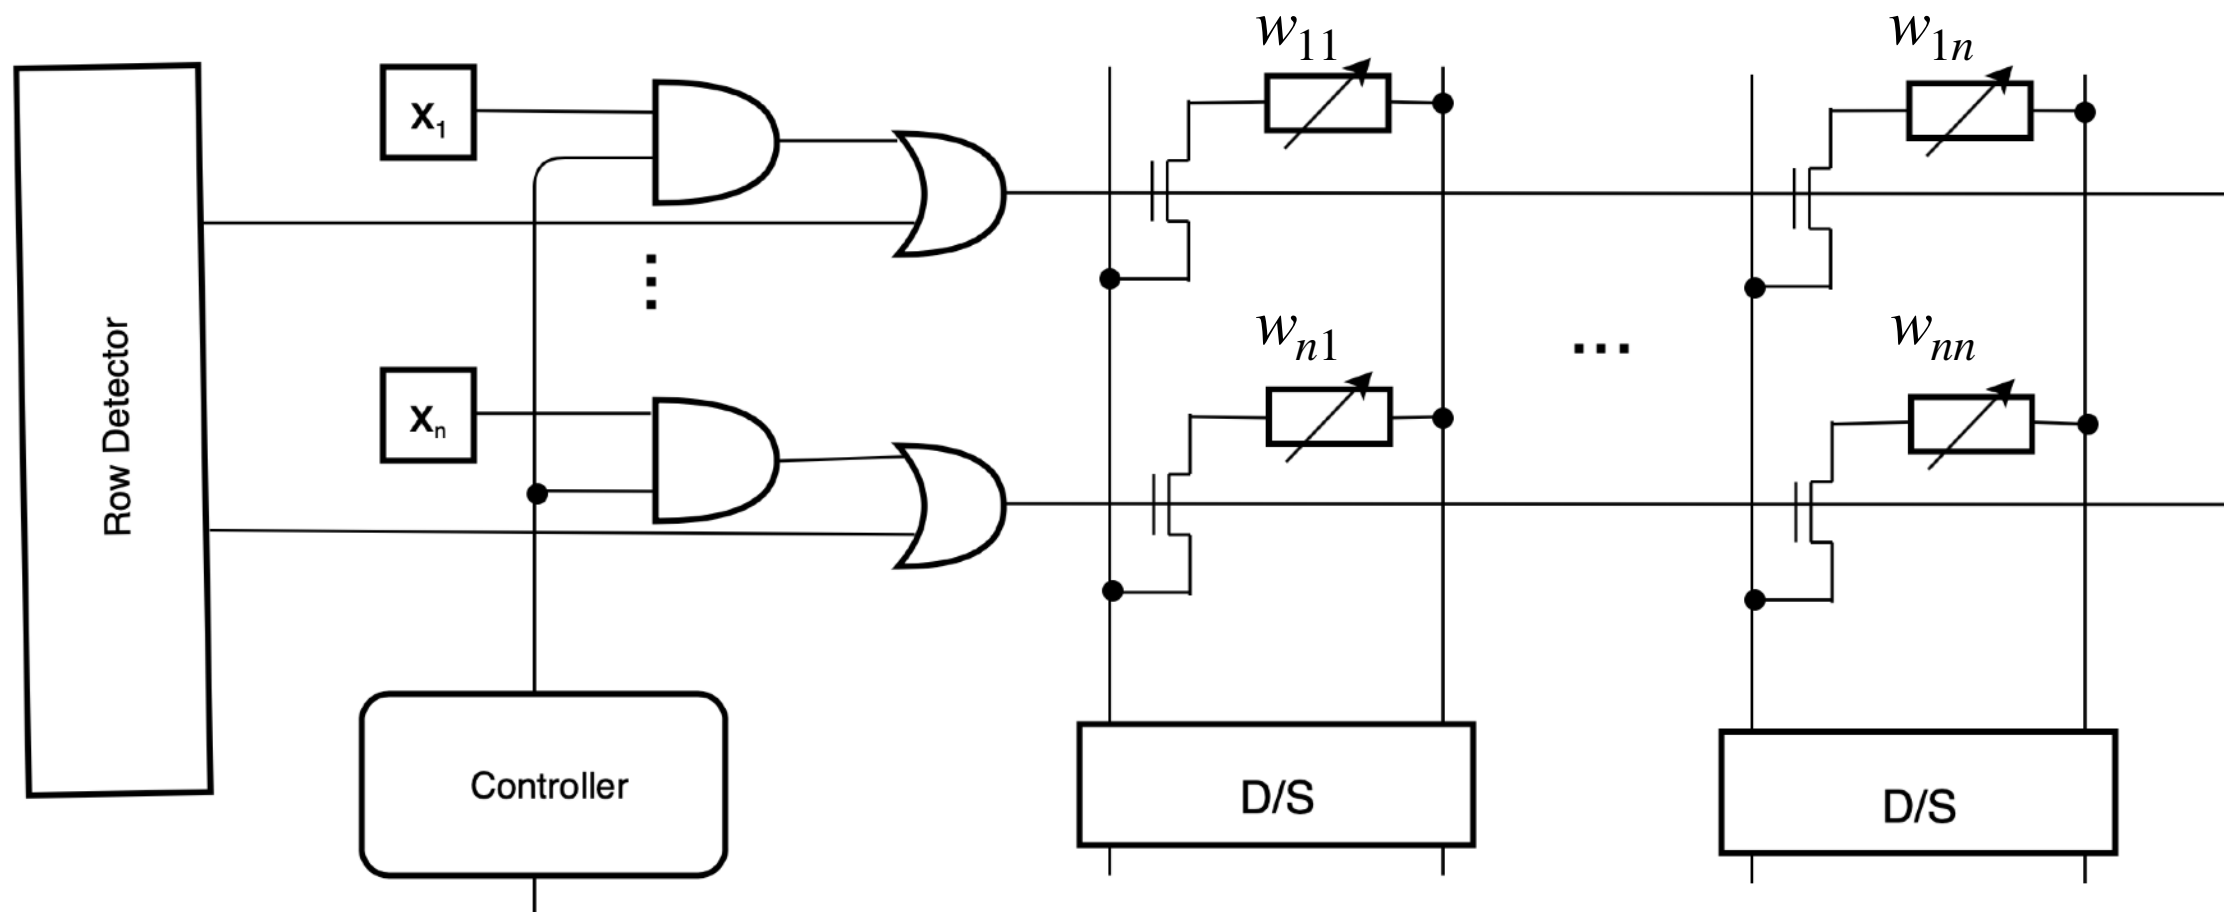 w11
w1n
x1
Row Detector
xn
wn1
wnn
Controller
D/S
D/S